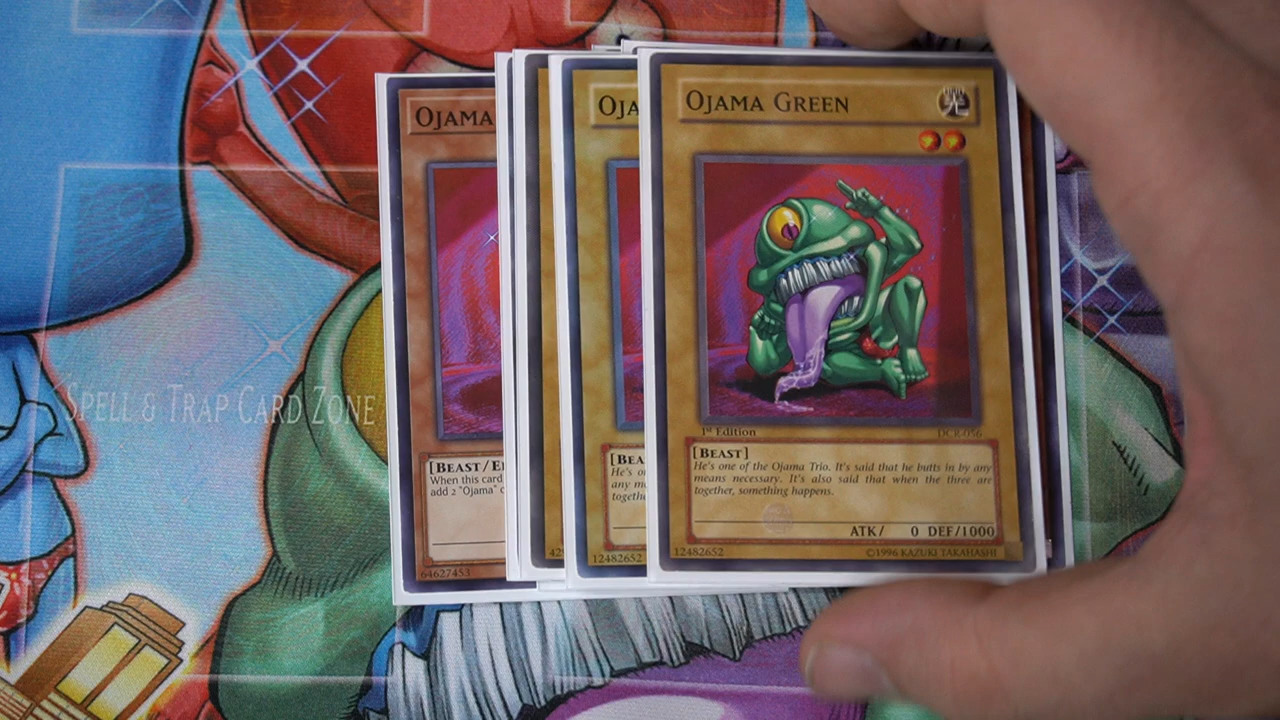 OJAMA
[BEAST/E
When this card
add 2 "Ojama"
64627453
42
OJA
[BEA
He's o
any m
togeth
12482652
OJAMA GREEN
1st Edition DCR-056
[BEAST]
He's one of the Ojama Trio. It's said that he butts in by any
means necessary. It's also said that when the three are
together, something happens.
ATK/ 0 DEF/1000
12482652 ©1996 KAZUKI TAKAHASHI
SPELL & TRAP CARD ZONE